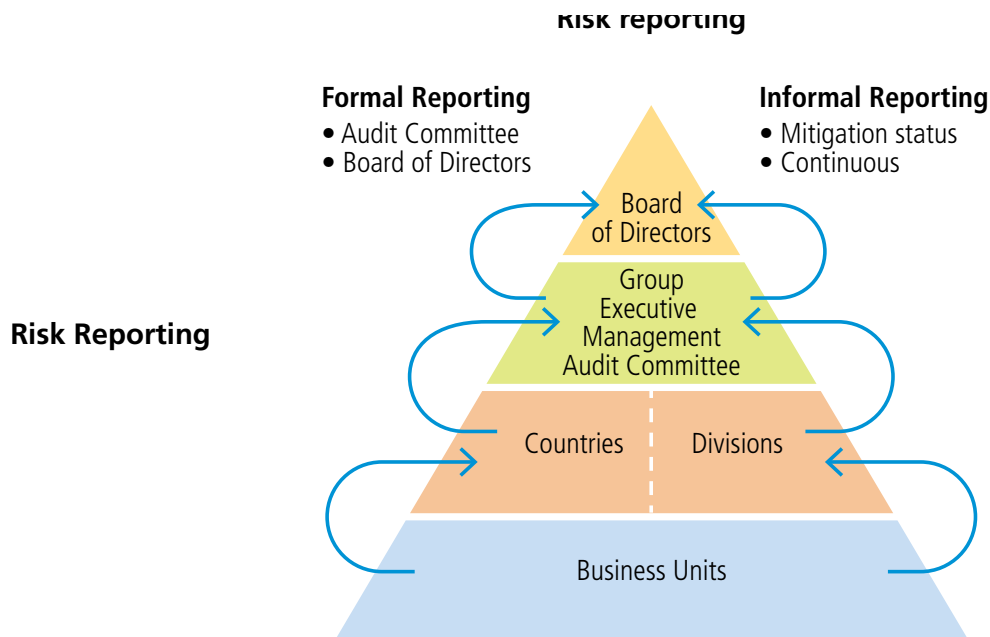 Risk reporting
Formal Reporting
• Audit Committee
• Board of Directors
Informal Reporting
• Mitigation status
• Continuous
Board
of Directors
Group
Executive
Management
Audit Committee
Risk Reporting
Countries
Divisions
Business Units